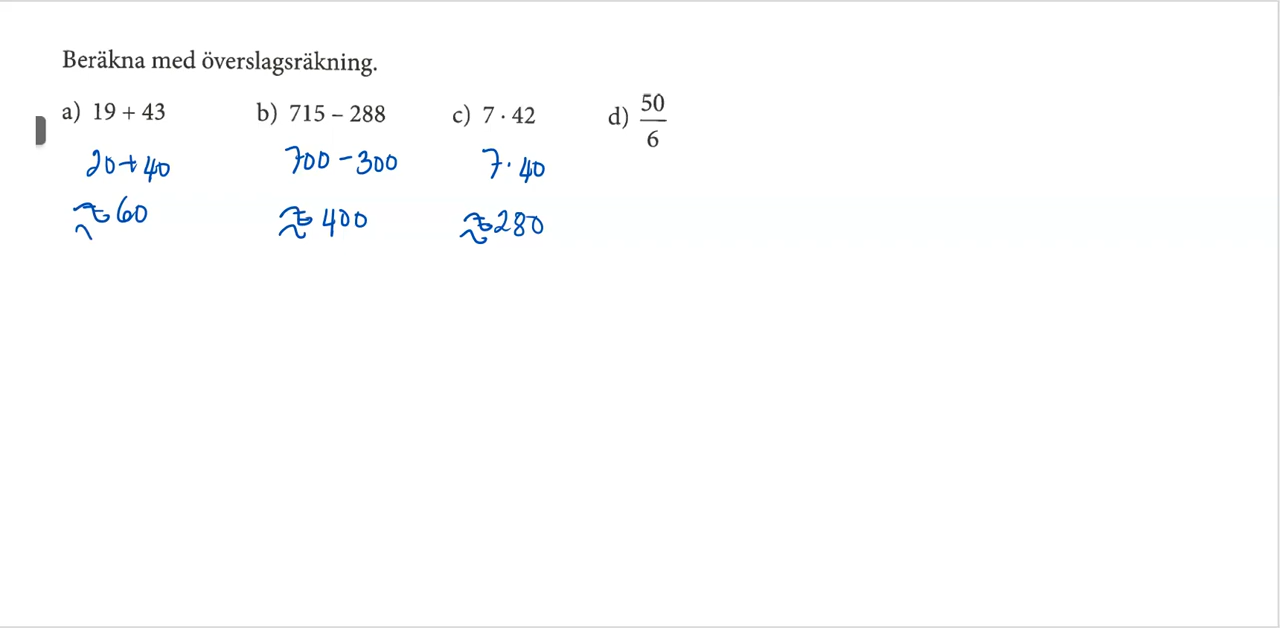 Beräkna med överslagsräkning.
a) 19 + 43 b) 715 – 288 c) 7 · 42 d) 50/6
20+40 700-300 7·40
≈ 60 ≈ 400 ≈ 280